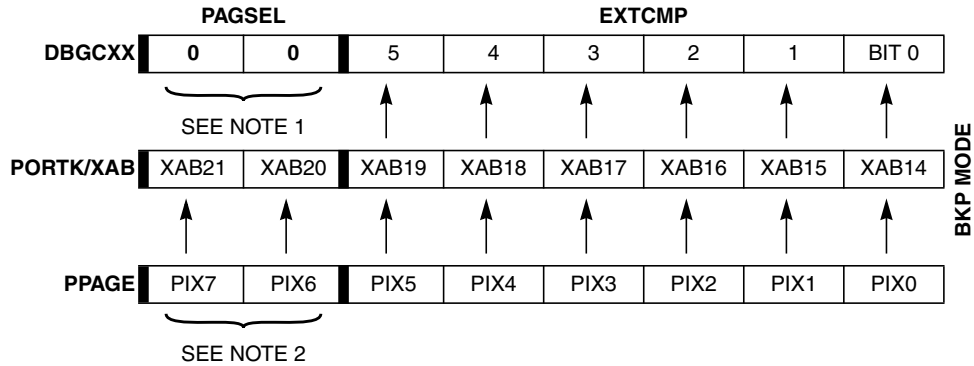 PAGSEL EXTCMP
DBGCXX 0 0 5 4 3 2 1 BIT 0
SEE NOTE 1
PORTK/XAB XAB21 XAB20 XAB19 XAB18 XAB17 XAB16 XAB15 XAB14
BKP MODE
PPAGE PIX7 PIX6 PIX5 PIX4 PIX3 PIX2 PIX1 PIX0
SEE NOTE 2